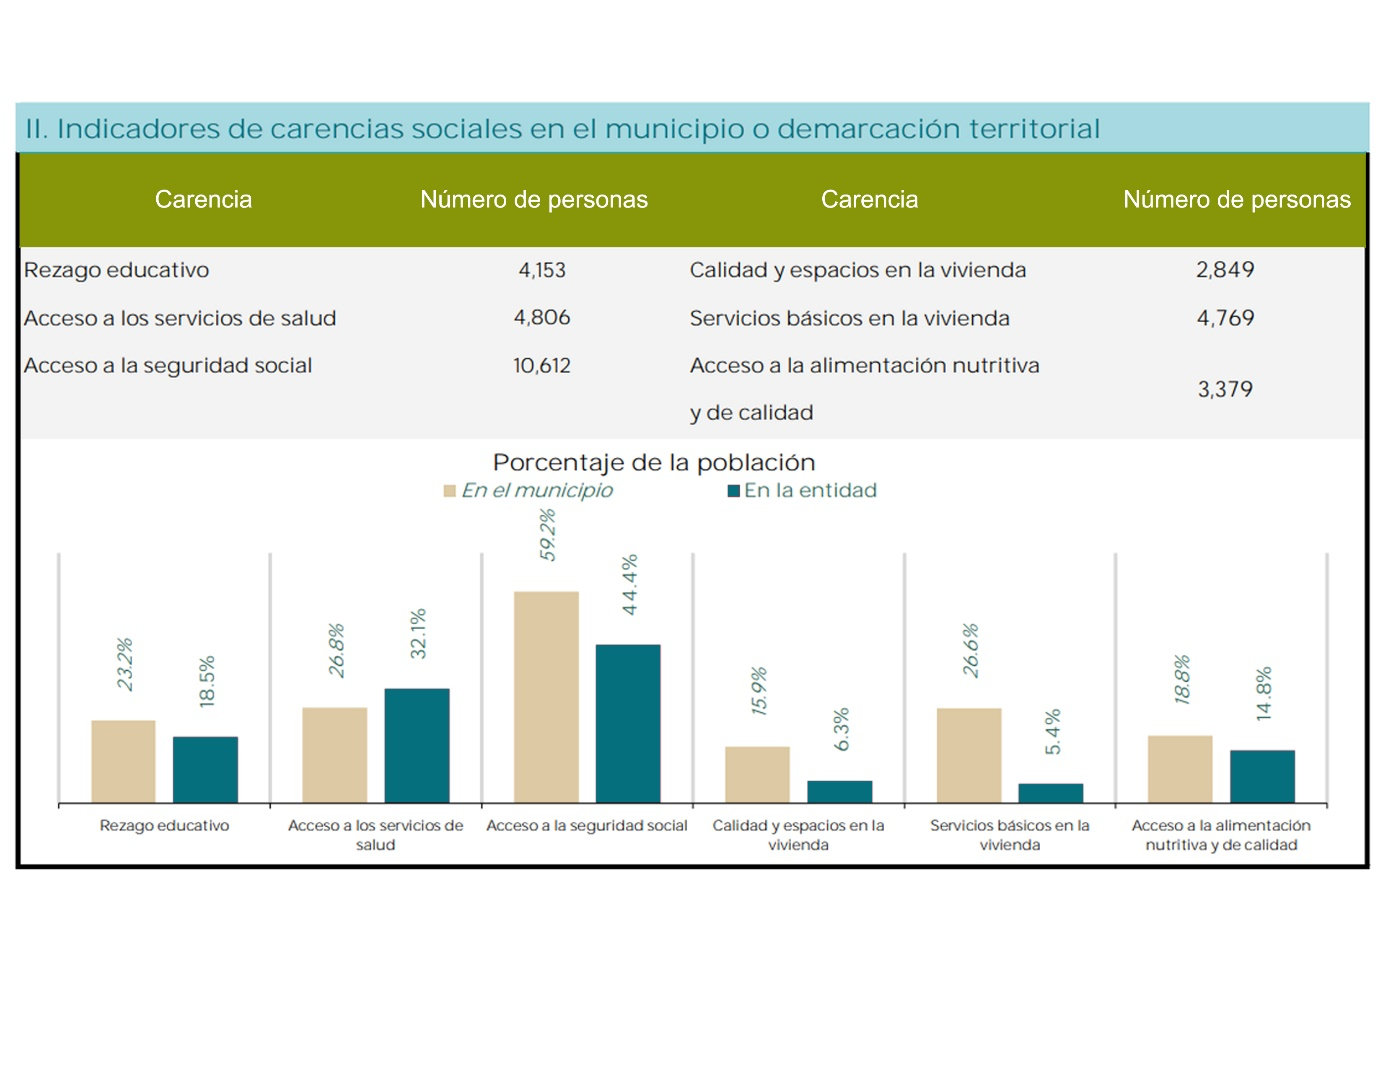 II. Indicadores de carencias sociales en el municipio o demarcación territorial
Carencia Número de personas Carencia Número de personas
Rezago educativo 4,153 Calidad y espacios en la vivienda 2,849
Acceso a los servicios de salud 4,806 Servicios básicos en la vivienda 4,769
Acceso a la seguridad social 10,612 Acceso a la alimentación nutritiva
y de calidad 3,379
Porcentaje de la población
En el municipio En la entidad
23.2% 18.5% 26.8% 32.1% 59.2% 44.4% 15.9% 6.3% 26.6% 5.4% 18.8% 14.8%
Rezago educativo Acceso a los servicios de Acceso a la seguridad social Calidad y espacios en la Servicios básicos en la Acceso a la alimentación
salud vivienda vivienda nutritiva y de calidad